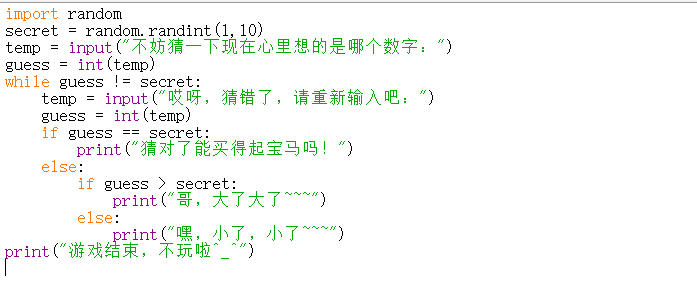 import random
secret = random.randint(1,10)
temp = input("不妨猜一下现在心里想的是哪个数字：")
guess = int(temp)
while guess != secret:
    temp = input("哎呀，猜错了，请重新输入吧：")
    guess = int(temp)
    if guess == secret:
        print("猜对了能买得起宝马吗！")
    else:
        if guess > secret:
            print("哥，大了大了~~~")
        else:
            print("嘿，小了，小了~~~")
print("游戏结束，不玩啦^_^")